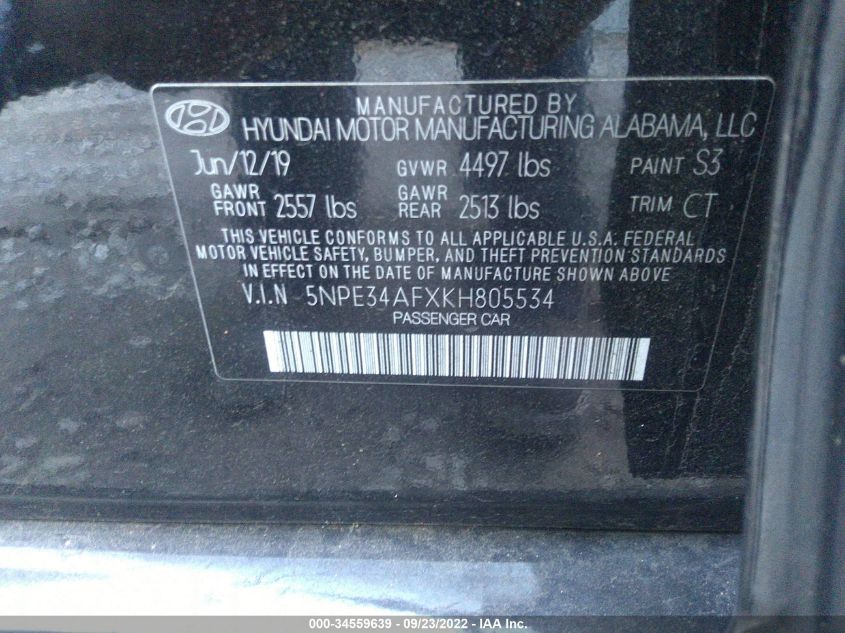 MANUFACTURED BY
HYUNDAI MOTOR MANUFACTURING ALABAMA, LLC
Jun/12/19 GVWR 4497 lbs PAINT S3
GAWR FRONT 2557 lbs GAWR REAR 2513 lbs TRIM CT
THIS VEHICLE CONFORMS TO ALL APPLICABLE U.S.A. FEDERAL
MOTOR VEHICLE SAFETY, BUMPER, AND THEFT PREVENTION STANDARDS
IN EFFECT ON THE DATE OF MANUFACTURE SHOWN ABOVE
V.I.N 5NPE34AFXKH805534
PASSENGER CAR
000-34559639 - 09/23/2022 - IAA Inc.